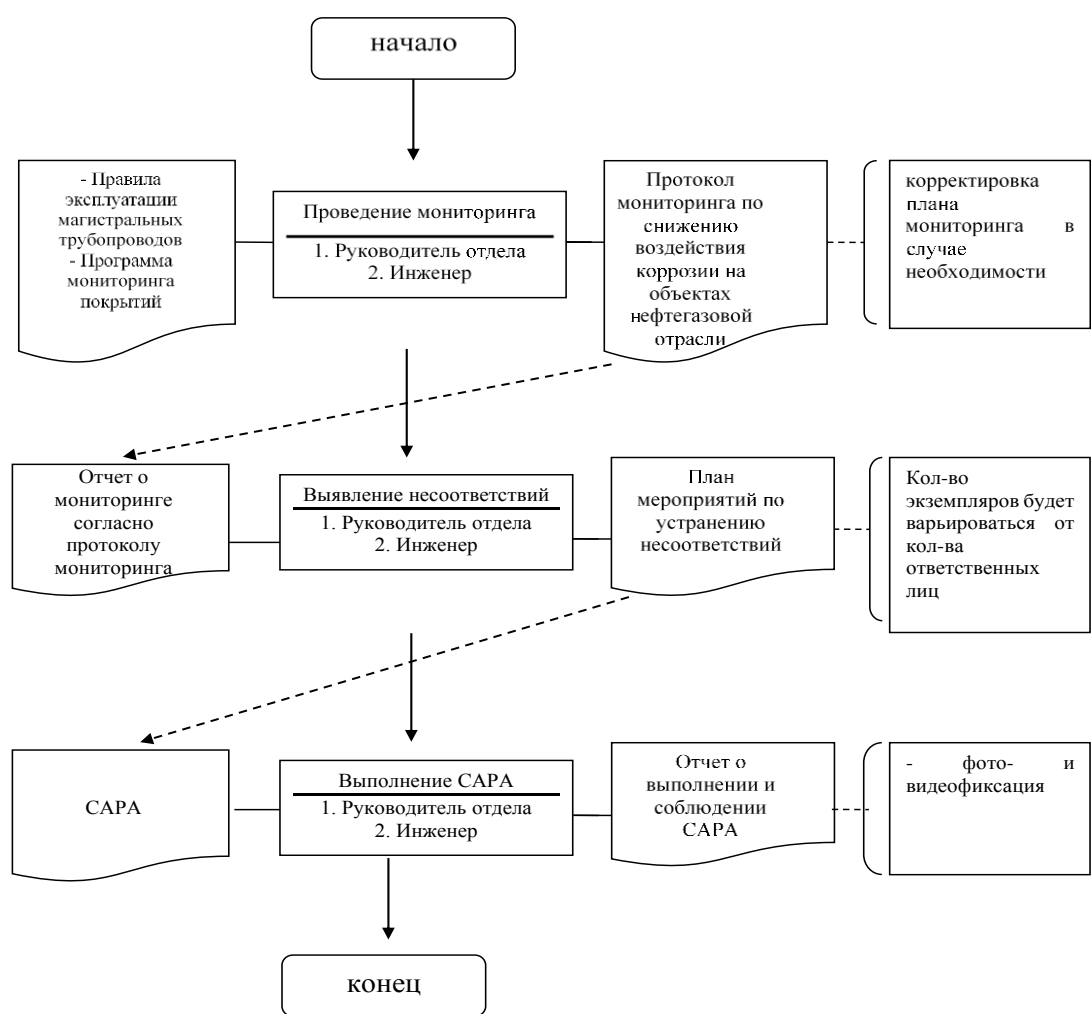 начало
- Правила
эксплуатации
магистральных
трубопроводов
- Программа
мониторинга
покрытий
Проведение мониторинга
1. Руководитель отдела
2. Инженер
Протокол
мониторинга по
снижению
воздействия
коррозии на
объектах
нефтегазовой
отрасли
корректировка
плана
мониторинга в
случае
необходимости
Отчет о
мониторинге
согласно
протоколу
мониторинга
Выявление несоответствий
1. Руководитель отдела
2. Инженер
План
мероприятий по
устранению
несоответствий
Кол-во
экземпляров будет
варьироваться от
кол-ва
ответственных
лиц
САРА
Выполнение САРА
1. Руководитель отдела
2. Инженер
Отчет о
выполнении и
соблюдении
САРА
- фото- и
видеофиксация
конец